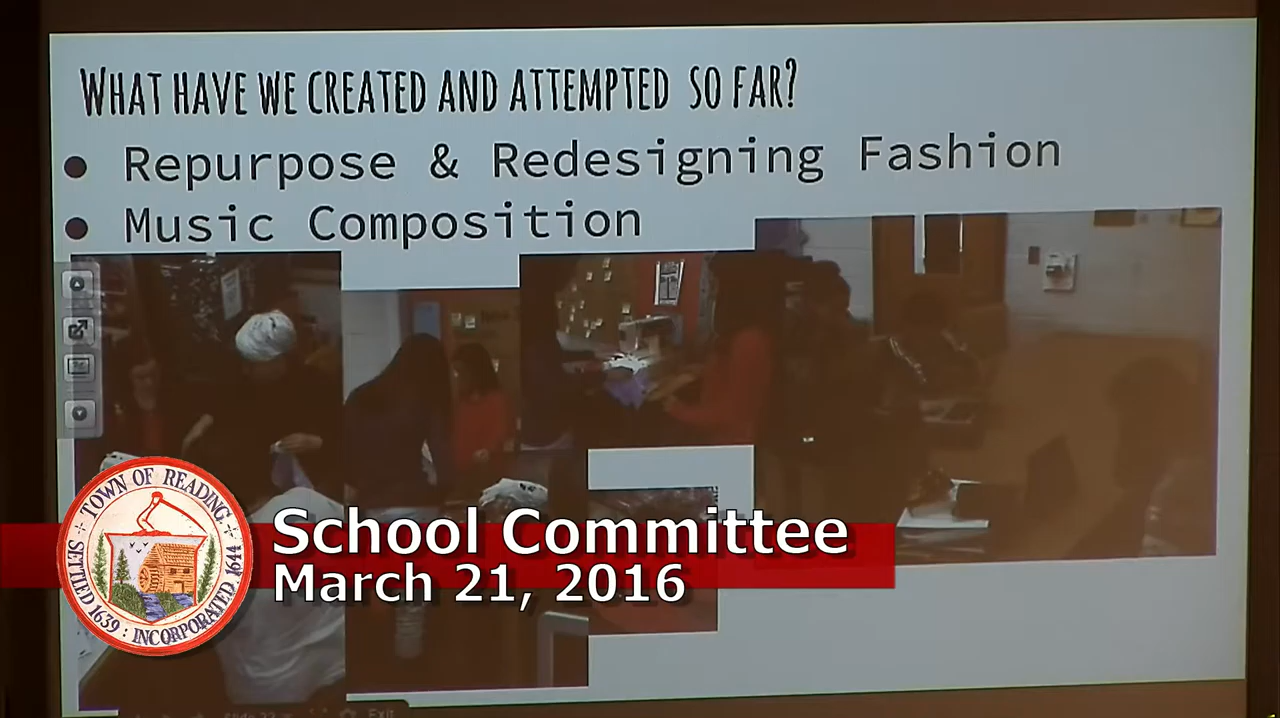 WHAT HAVE WE CREATED AND ATTEMPTED SO FAR?
● Repurpose & Redesigning Fashion
● Music Composition
TOWN OF READING
SETTLED 1639 : INCORPORATED 1644
School Committee
March 21, 2016
Exit